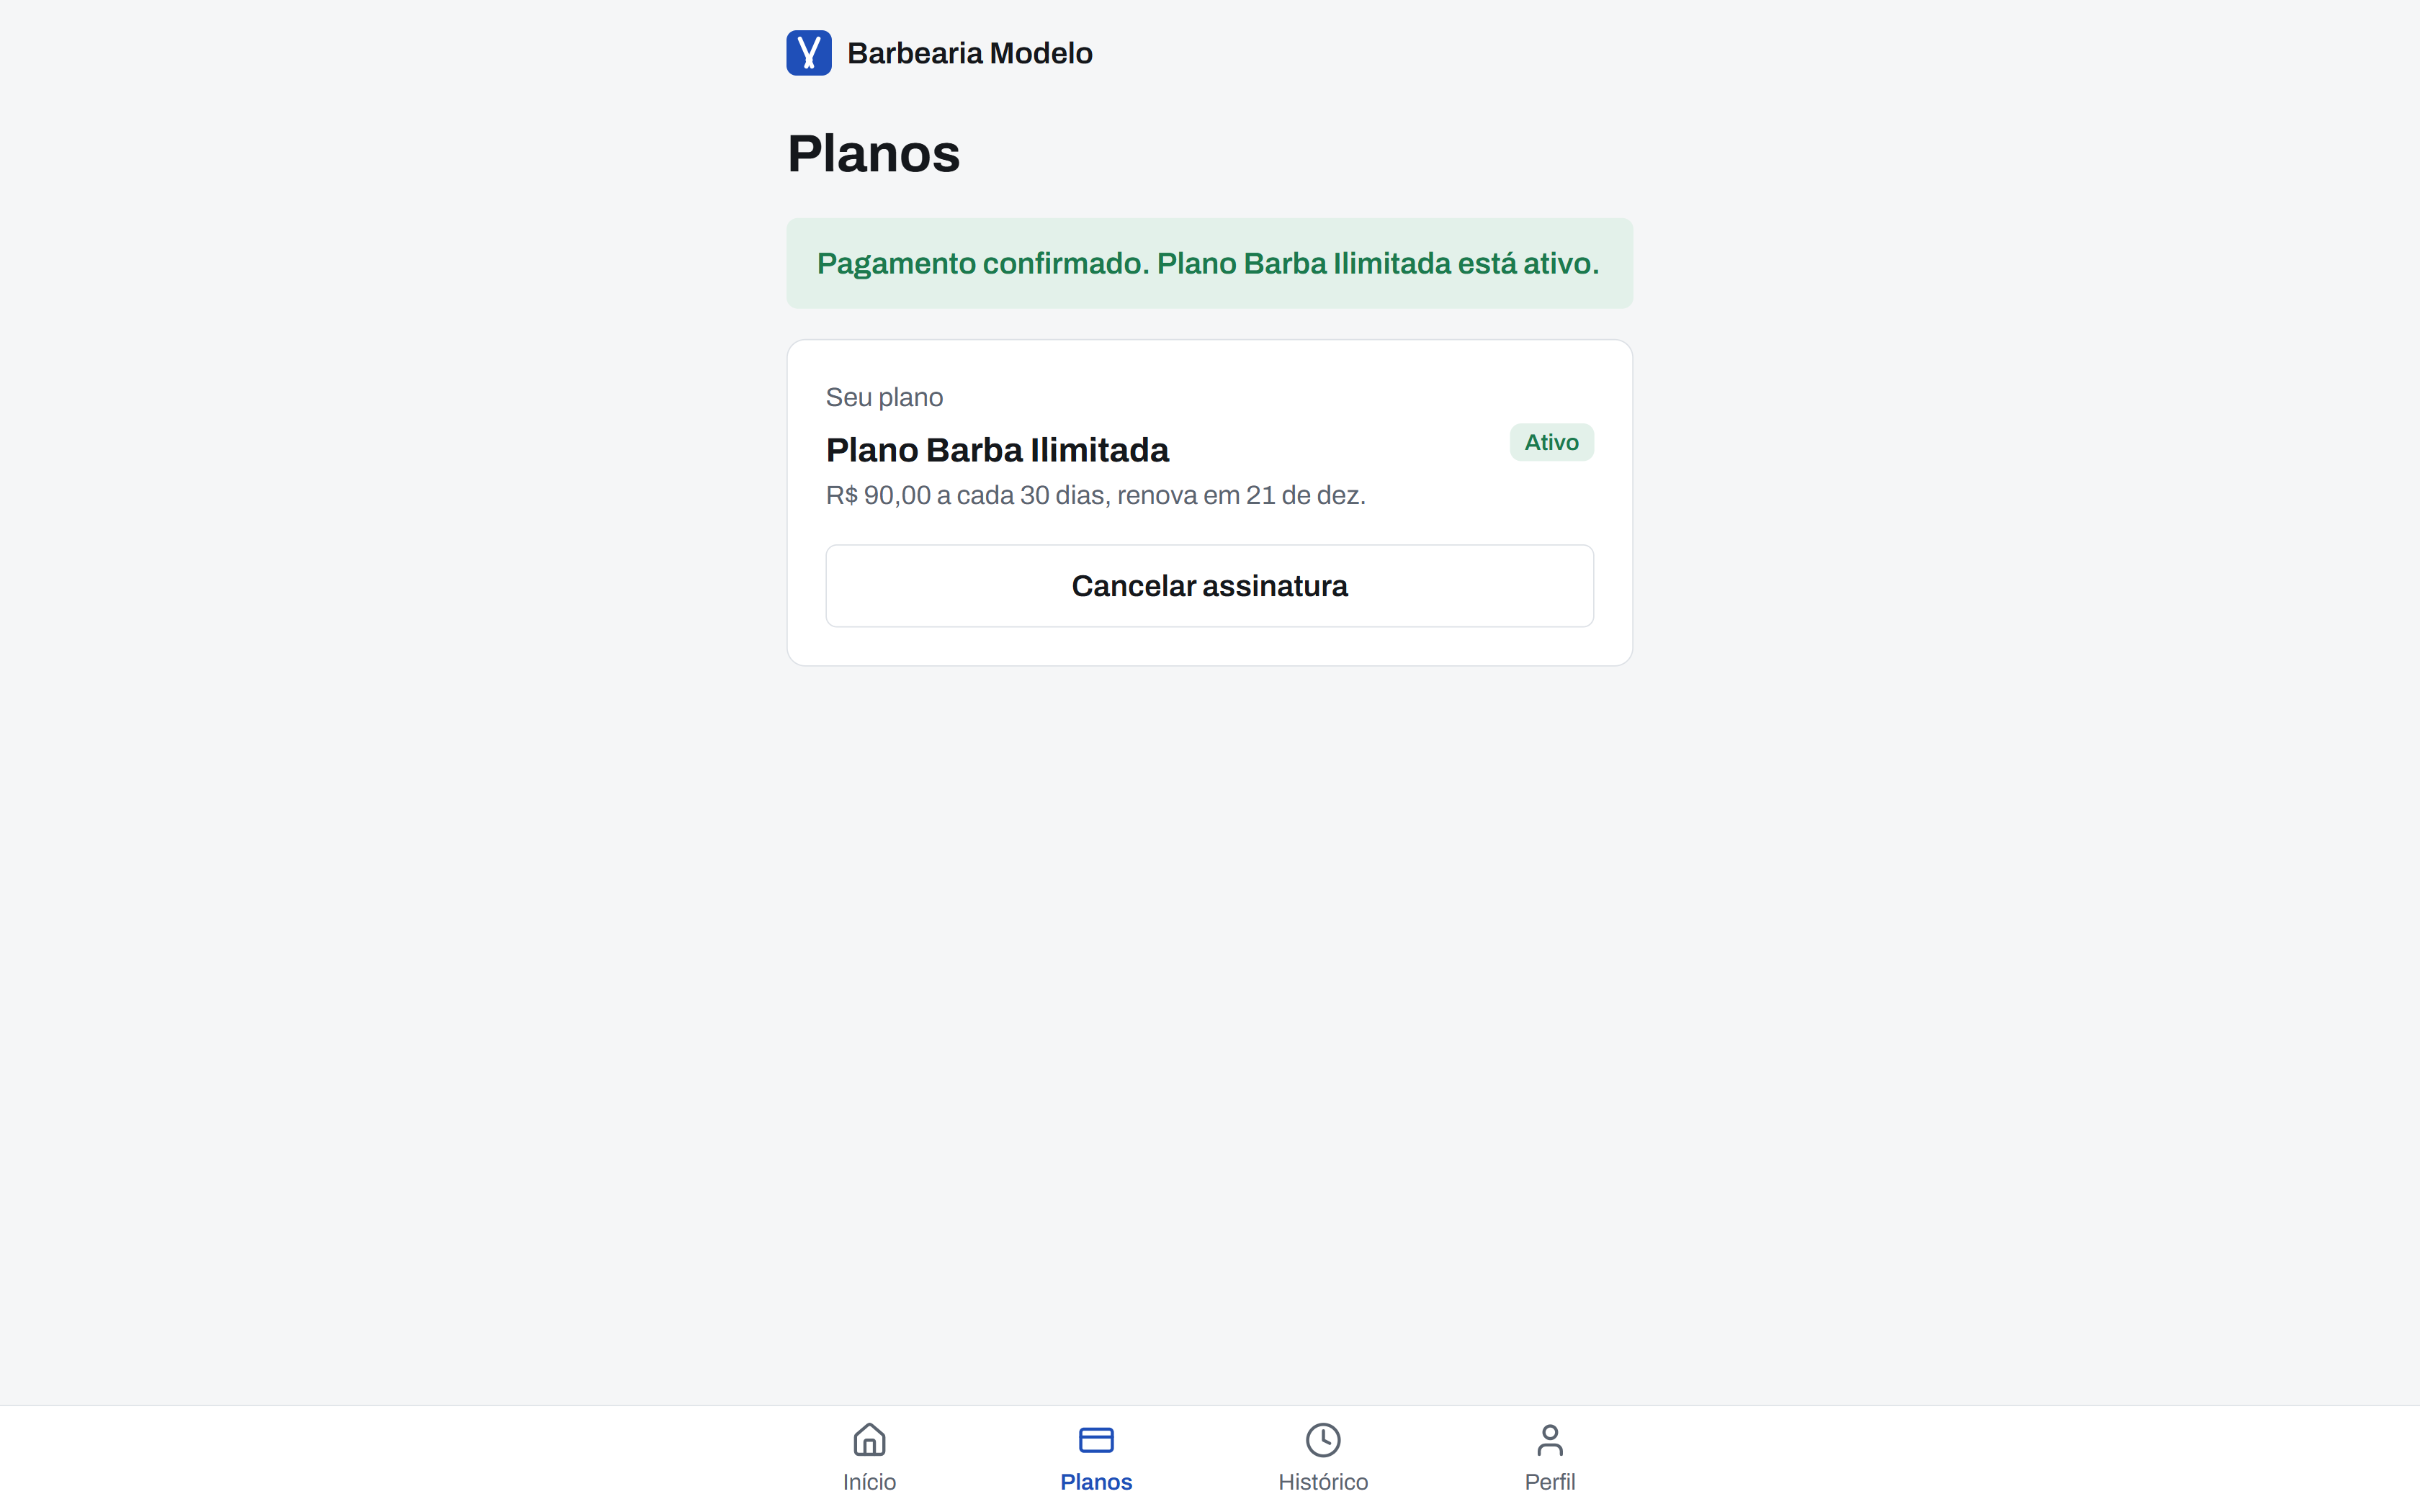 Barbearia Modelo
Planos
Pagamento confirmado. Plano Barba Ilimitada está ativo.
Seu plano
Plano Barba Ilimitada
Ativo
R$ 90,00 a cada 30 dias, renova em 21 de dez.
Cancelar assinatura
Início
Planos
Histórico
Perfil